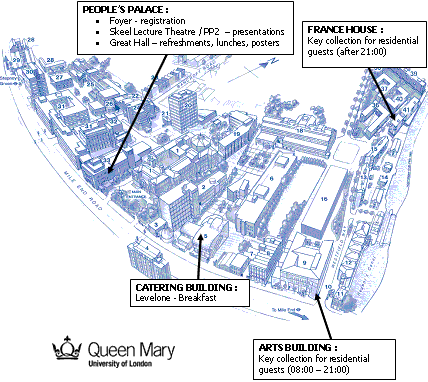 PEOPLE'S PALACE :
• Foyer - registration
• Skeel Lecture Theatre /PP2 – presentations
• Great Hall – refreshments, lunches, posters
FRANCE HOUSE :
Key collection for residential
guests (after 21:00)
MAIN
ENTRANCE
MILE END ROAD
CATERING BUILDING :
Levelone - Breakfast
To Mile End
ARTS BUILDING :
Key collection for residential
guests (08:00 – 21:00)
Queen Mary
University of London